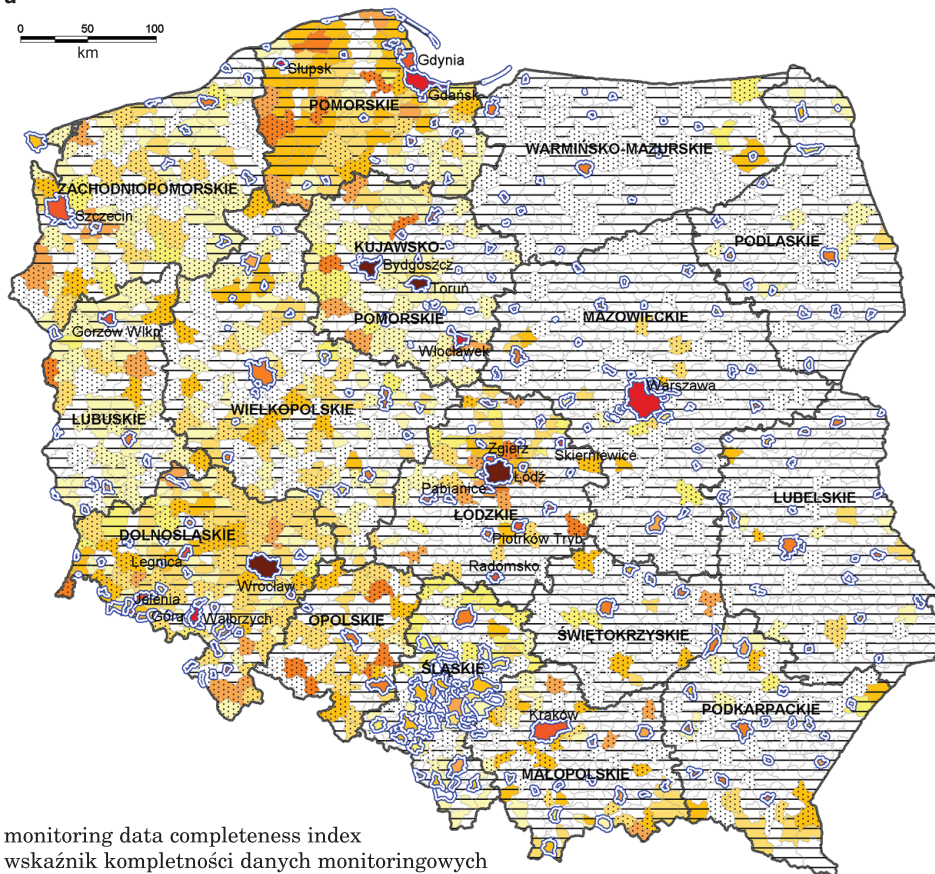 a
0 50 100
km
Gdynia
Słupsk
Gdańsk
POMORSKIE
WARMIŃSKO-MAZURSKIE
ZACHODNIOPOMORSKIE
Szczecin
PODLASKIE
KUJAWSKO-
Bydgoszcz
Toruń
POMORSKIE
MAZOWIECKIE
Gorzów Wlkp.
Włocławek
Warszawa
WIELKOPOLSKIE
LUBUSKIE
Zgierz
Skierniewice
Łódź
Pabianice
LUBELSKIE
ŁÓDZKIE
DOLNOŚLĄSKIE
Piotrków Tryb.
Legnica
Radomsko
Wrocław
Jelenia
Góra
Wałbrzych
OPOLSKIE
ŚWIĘTOKRZYSKIE
ŚLĄSKIE
PODKARPACKIE
Kraków
MAŁOPOLSKIE
monitoring data completeness index
wskaźnik kompletności danych monitoringowych